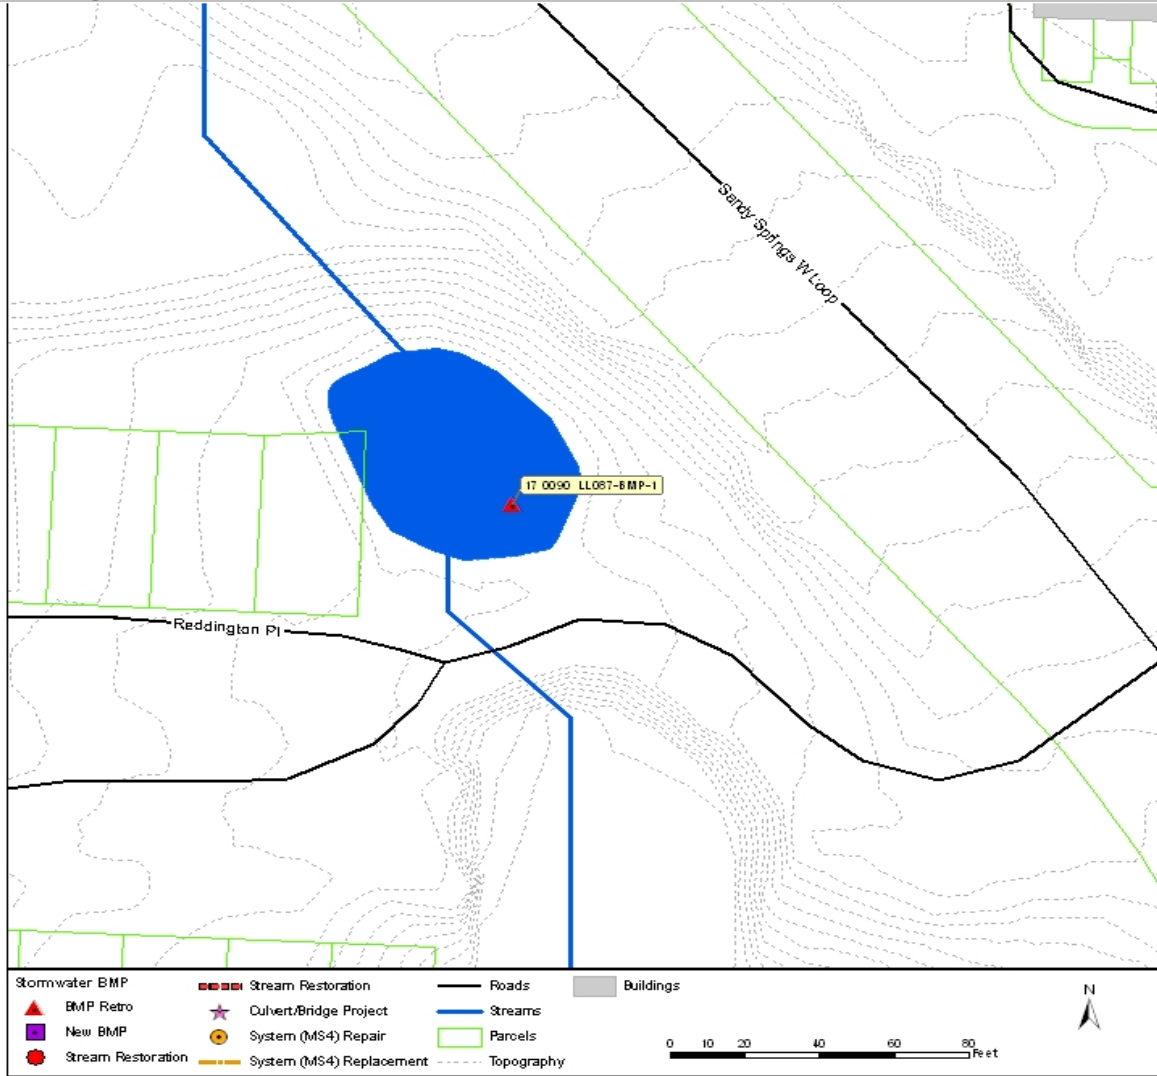 Sandy Springs W Loop
17 0090 LL087-BMP-1
Reddington Pl
Stormwater BMP
BMP Retro
New BMP
Stream Restoration
Stream Restoration
Culvert/Bridge Project
System (MS4) Repair
System (MS4) Replacement
Roads
Streams
Parcels
Topography
Buildings
N
0 10 20 40 60 80
Feet